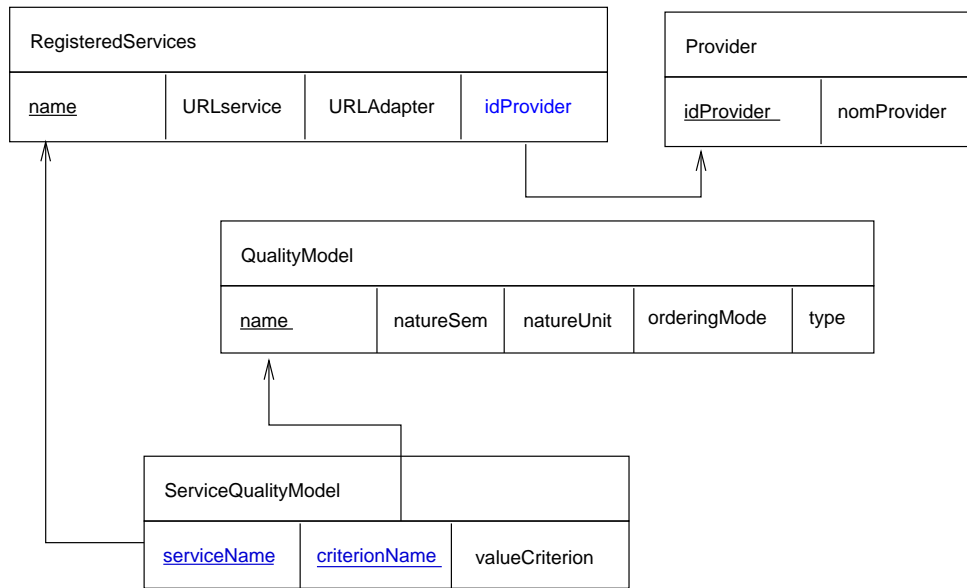 RegisteredServices
name URLservice URLAdapter idProvider
Provider
idProvider nomProvider
QualityModel
name natureSem natureUnit orderingMode type
ServiceQualityModel
serviceName criterionName valueCriterion